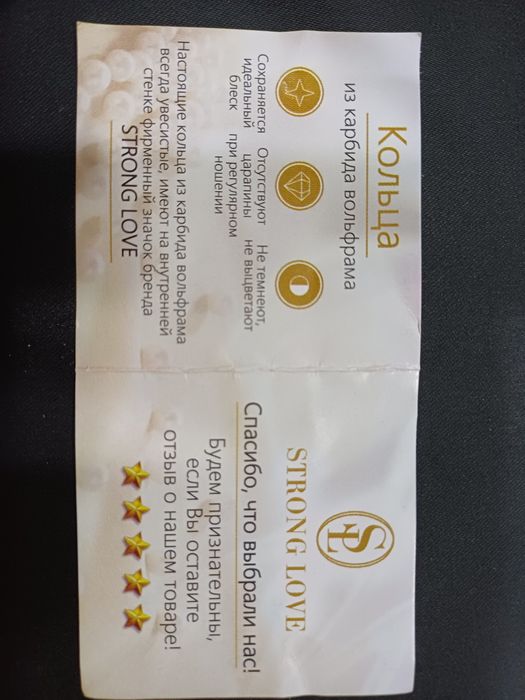 Кольца
из карбида вольфрама
Сохраняется
идеальный
блеск
Отсутствуют
царапины
при регулярном
ношении
Не темнеют,
не выцветают
Настоящие кольца из карбида вольфрама
всегда увесистые, имеют на внутренней
стенке фирменный значок бренда
STRONG LOVE
SL
STRONG LOVE
Спасибо, что выбрали нас!
Будем признательны,
если Вы оставите
отзыв о нашем товаре!